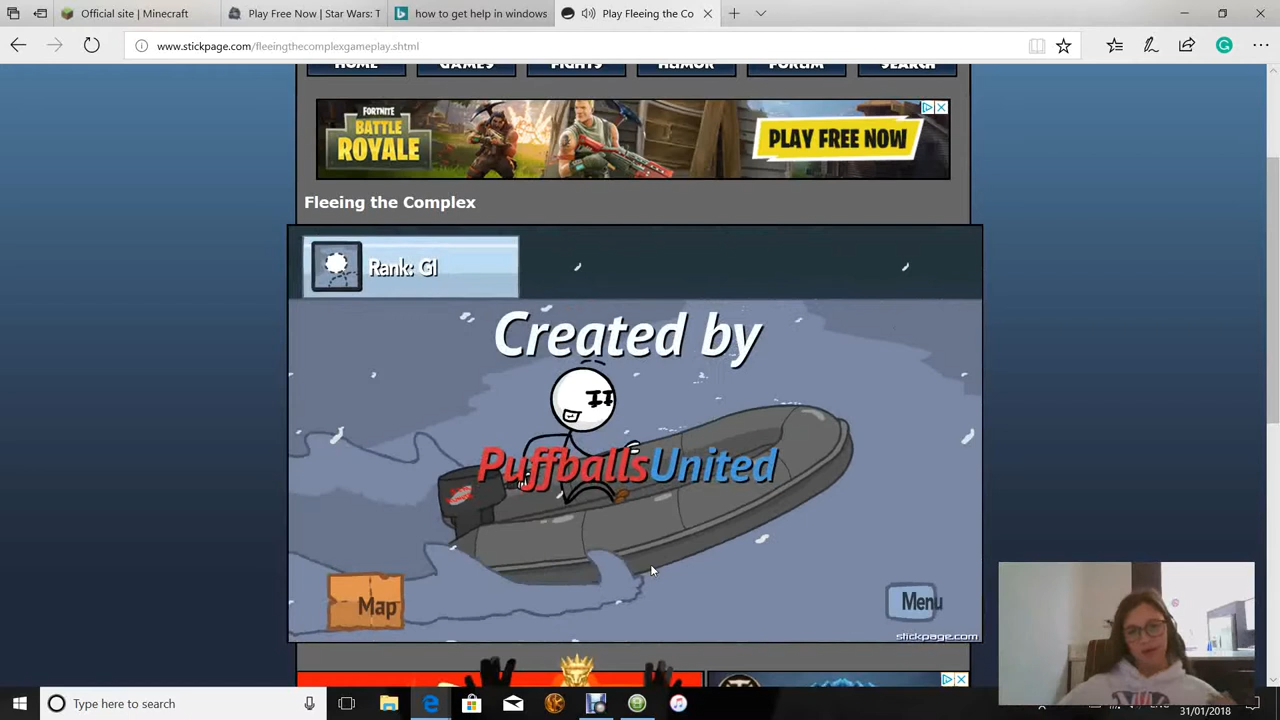 Official site | Minecraft
Play Free Now | Star Wars: T
how to get help in windows
Play Fleeing the Co
www.stickpage.com/fleeingthecomplexgameplay.shtml
HOME GAMES FIGHTS HUMOR FORUM SEARCH
FORTNITE
BATTLE
ROYALE
PLAY FREE NOW
Fleeing the Complex
Rank: GI
Created by
PuffballsUnited
Map
Menu
stickpage.com
Type here to search
31/01/2018